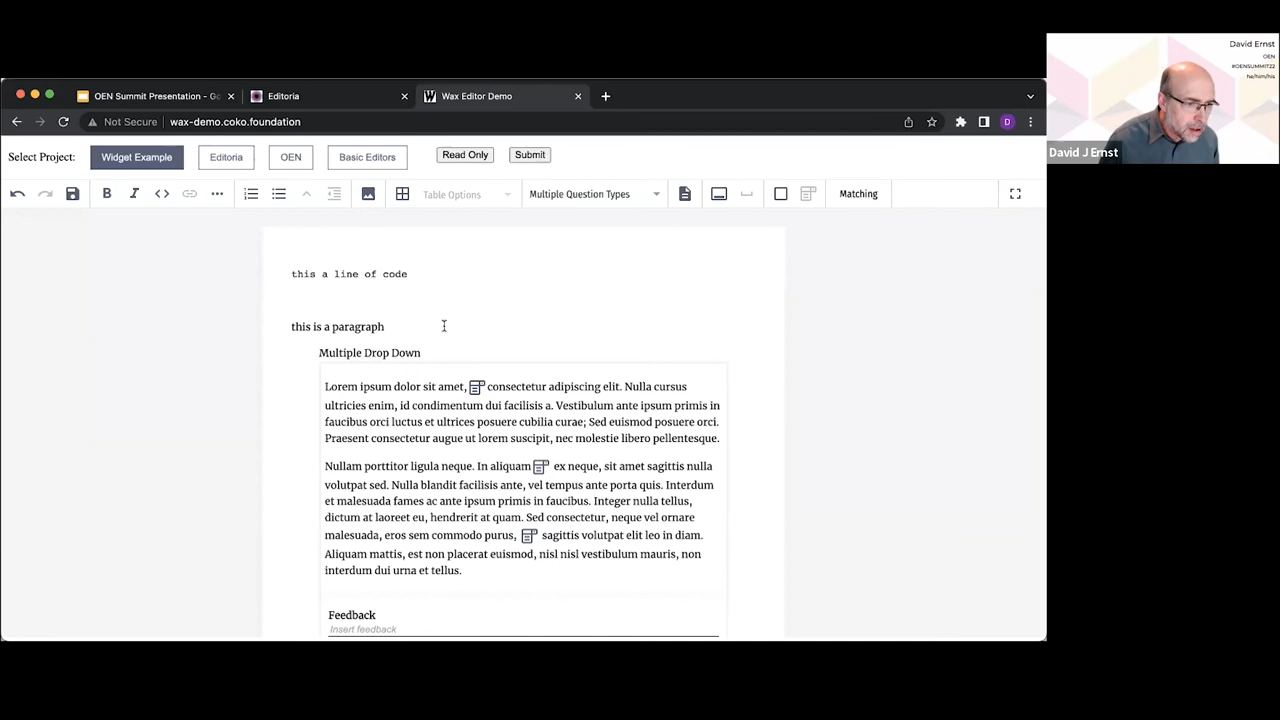 David Ernst
OEN
#OENSUMMIT22
he/him/his
David J Ernst
OEN Summit Presentation - Go
Editoria
Wax Editor Demo
Not Secure
wax-demo.coko.foundation
D
Select Project:
Widget Example
Editoria
OEN
Basic Editors
Read Only
Submit
B
I
Table Options
Multiple Question Types
Matching
this a line of code
this is a paragraph
Multiple Drop Down
Lorem ipsum dolor sit amet, consectetur adipiscing elit. Nulla cursus
ultricies enim, id condimentum dui facilisis a. Vestibulum ante ipsum primis in
faucibus orci luctus et ultrices posuere cubilia curae; Sed euismod posuere orci.
Praesent consectetur augue ut lorem suscipit, nec molestie libero pellentesque.
Nullam porttitor ligula neque. In aliquam ex neque, sit amet sagittis nulla
volutpat sed. Nulla blandit facilisis ante, vel tempus ante porta quis. Interdum
et malesuada fames ac ante ipsum primis in faucibus. Integer nulla tellus,
dictum at laoreet eu, hendrerit at quam. Sed consectetur, neque vel ornare
malesuada, eros sem commodo purus, sagittis volutpat elit leo in diam.
Aliquam mattis, est non placerat euismod, nisl nisl vestibulum mauris, non
interdum dui urna et tellus.
Feedback
Insert feedback